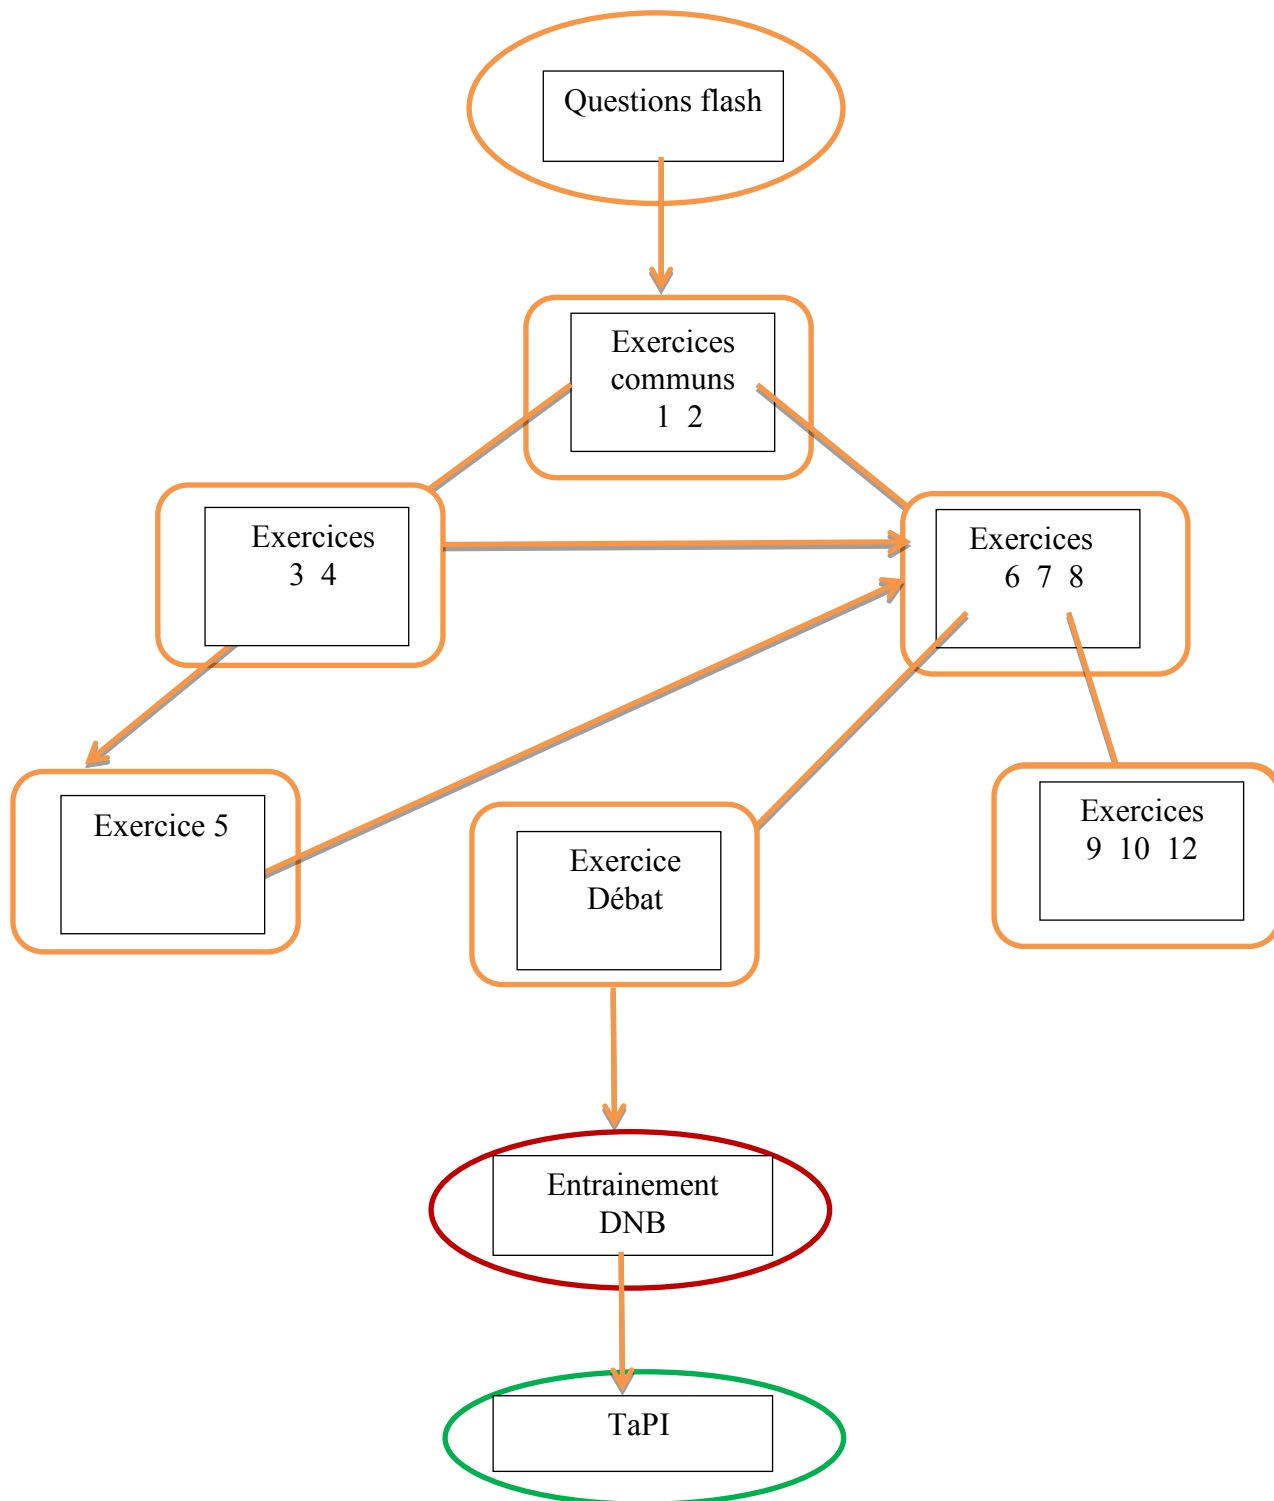 Questions flash
Exercices
communs
1 2
Exercices
3 4
Exercices
6 7 8
Exercice 5
Exercice
Débat
Exercices
9 10 12
Entrainement
DNB
TaPI